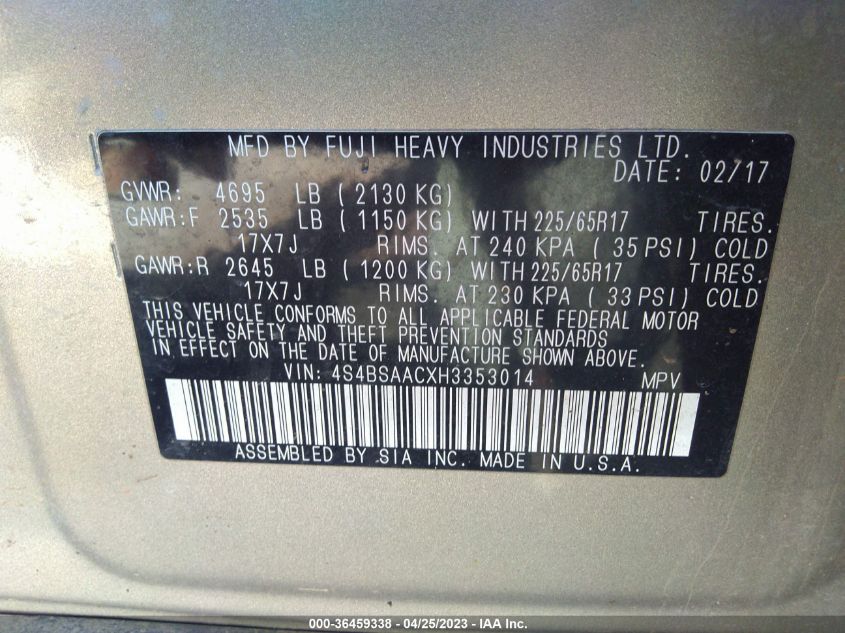 MFD BY FUJI HEAVY INDUSTRIES LTD.
DATE: 02/17
GVWR: 4695 LB ( 2130 KG)
GAWR:F 2535 LB ( 1150 KG) WITH 225/65R17 TIRES.
17X7J RIMS. AT 240 KPA ( 35 PSI) COLD
GAWR:R 2645 LB ( 1200 KG) WITH 225/65R17 TIRES.
17X7J RIMS. AT 230 KPA ( 33 PSI) COLD
THIS VEHICLE CONFORMS TO ALL APPLICABLE FEDERAL MOTOR
VEHICLE SAFETY AND THEFT PREVENTION STANDARDS
IN EFFECT ON THE DATE OF MANUFACTURE SHOWN ABOVE.
VIN: 4S4BSAACXH3353014 MPV
ASSEMBLED BY SIA INC. MADE IN U.S.A.
000-36459338 - 04/25/2023 - IAA Inc.